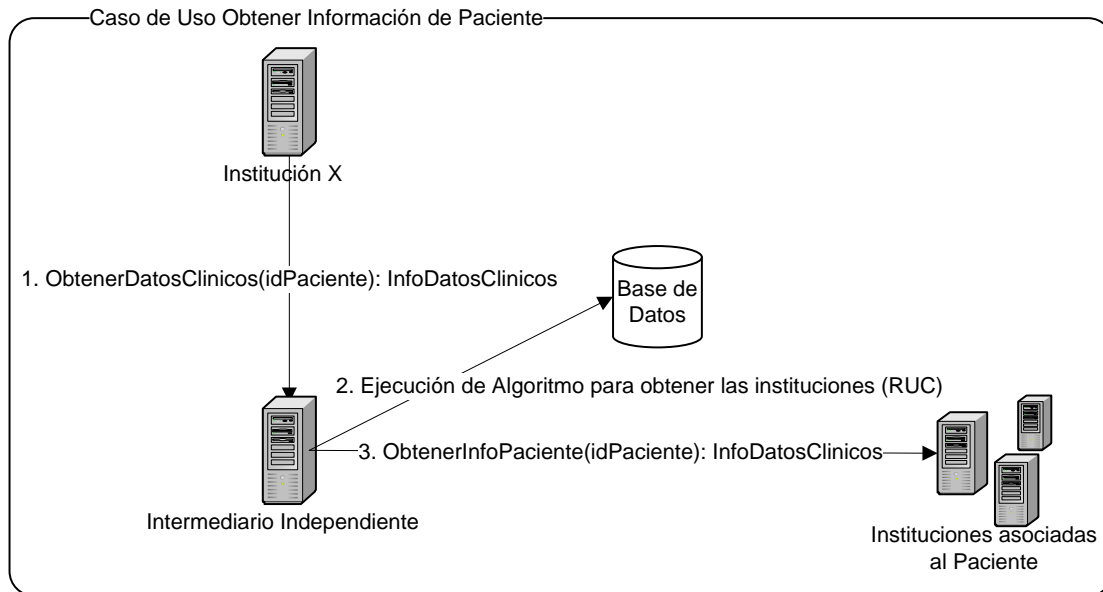 Caso de Uso Obtener Información de Paciente
Institución X
1. ObtenerDatosClinicos(idPaciente): InfoDatosClinicos
Base de
Datos
2. Ejecución de Algoritmo para obtener las instituciones (RUC)
3. ObtenerInfoPaciente(idPaciente): InfoDatosClinicos
Intermediario Independiente
Instituciones asociadas
al Paciente